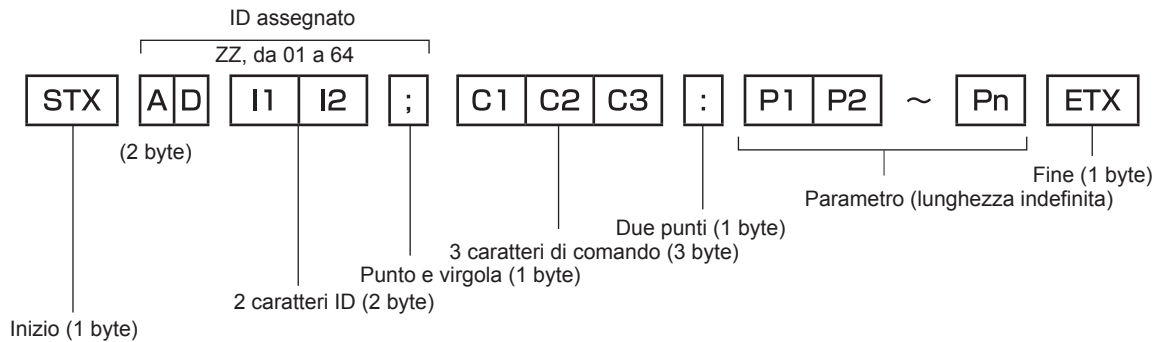 ID assegnato
ZZ, da 01 a 64
STX A D I1 I2 ; C1 C2 C3 : P1 P2 ～ Pn ETX
(2 byte)
Fine (1 byte)
Parametro (lunghezza indefinita)
Due punti (1 byte)
3 caratteri di comando (3 byte)
Punto e virgola (1 byte)
2 caratteri ID (2 byte)
Inizio (1 byte)